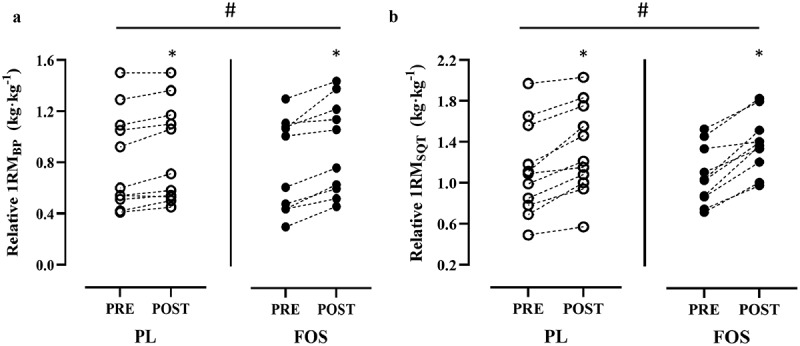 a
#
Relative 1RM_BP (kg·kg⁻¹)
1.6
1.2
0.8
0.4
0.0
*
*
PRE POST PRE POST
PL FOS
b
#
Relative 1RM_SQT (kg·kg⁻¹)
2.2
1.8
1.4
1.0
0.6
0.2
*
*
PRE POST PRE POST
PL FOS